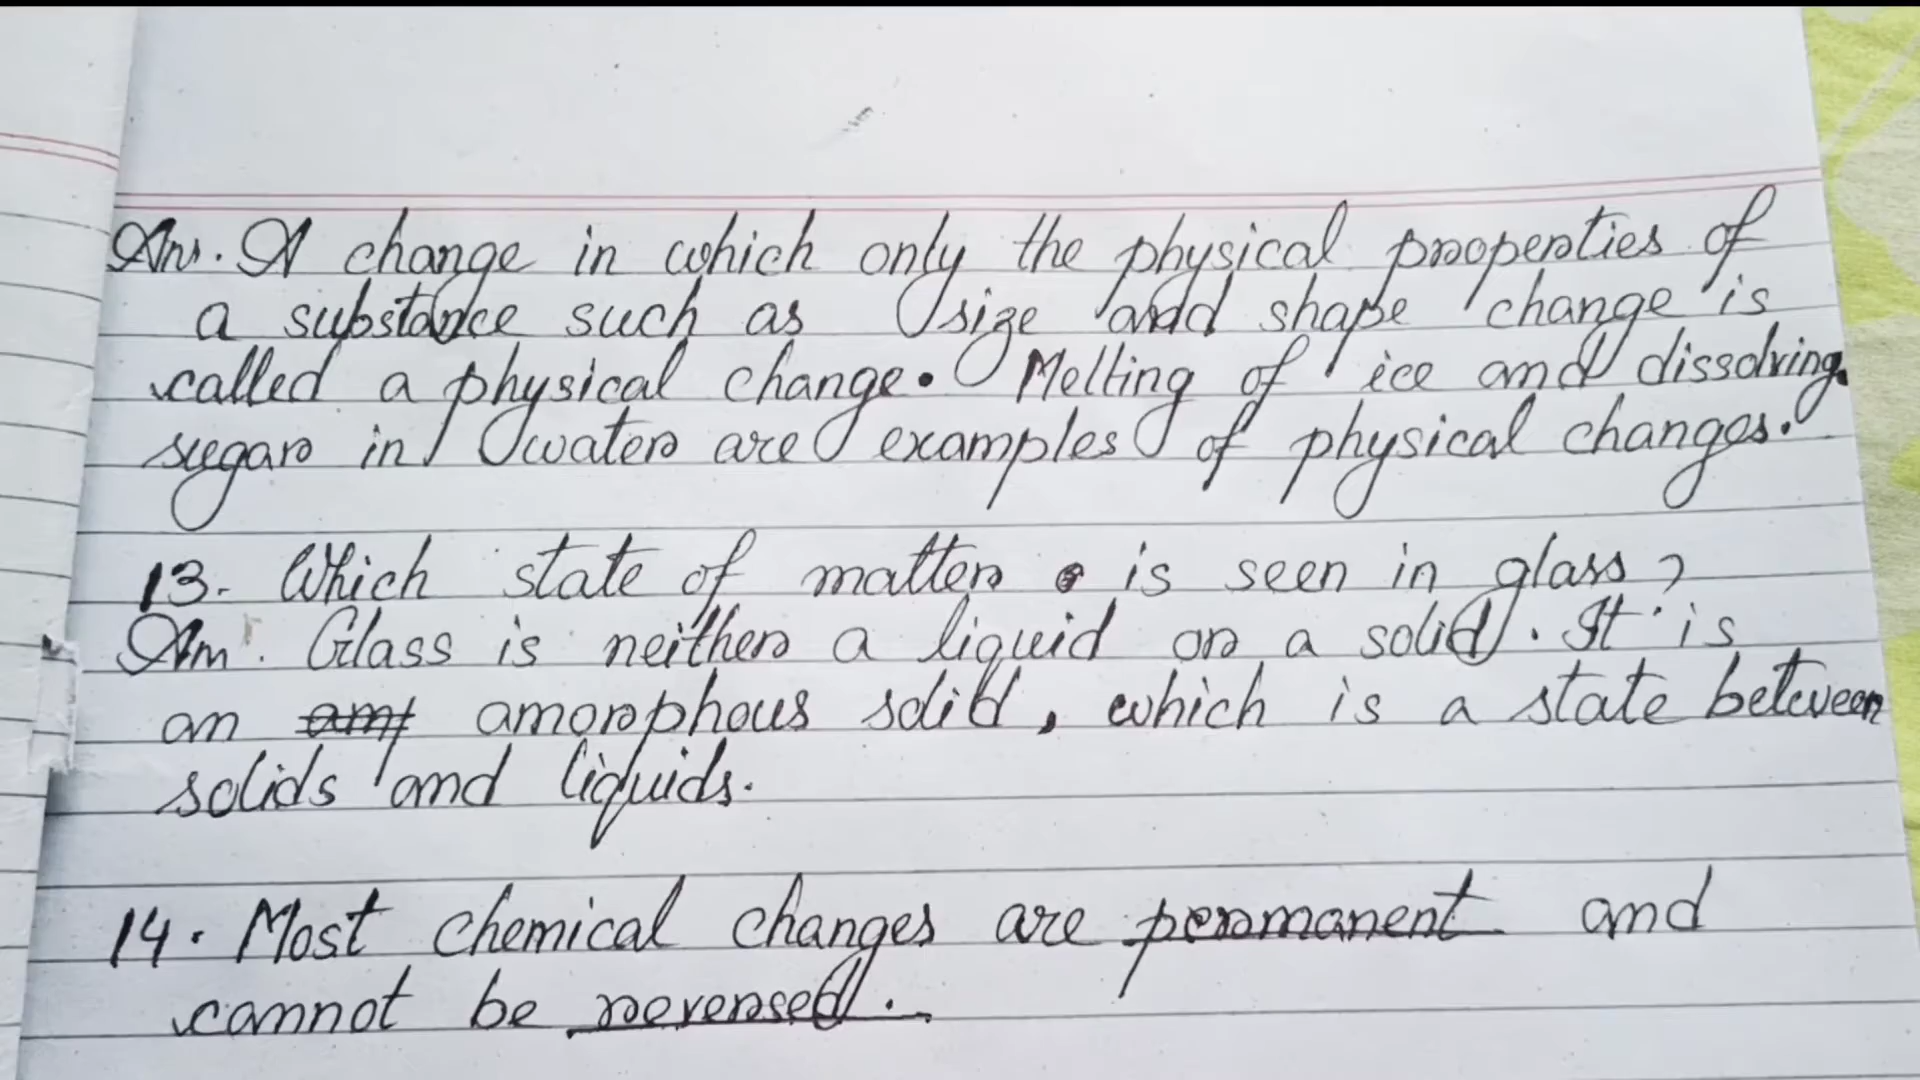 Ans. A change in which only the physical properties of
a substance such as size and shape change is
called a physical change. Melting of ice and dissolving
sugar in water are examples of physical changes.
13. Which state of matter is seen in glass?
Ans. Glass is neither a liquid or a solid. It is
an amorphous solid, which is a state between
solids and liquids.
14. Most chemical changes are permanent and
cannot be reversed.